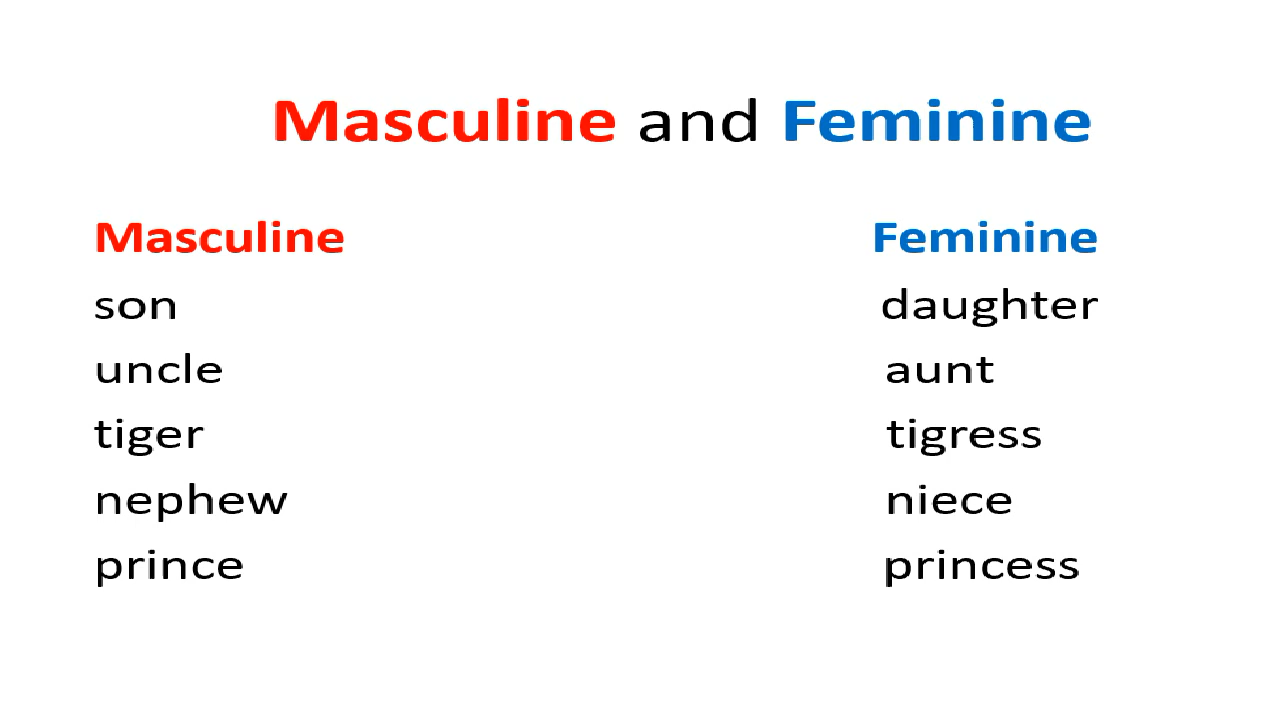 Masculine and Feminine
Masculine Feminine
son daughter
uncle aunt
tiger tigress
nephew niece
prince princess